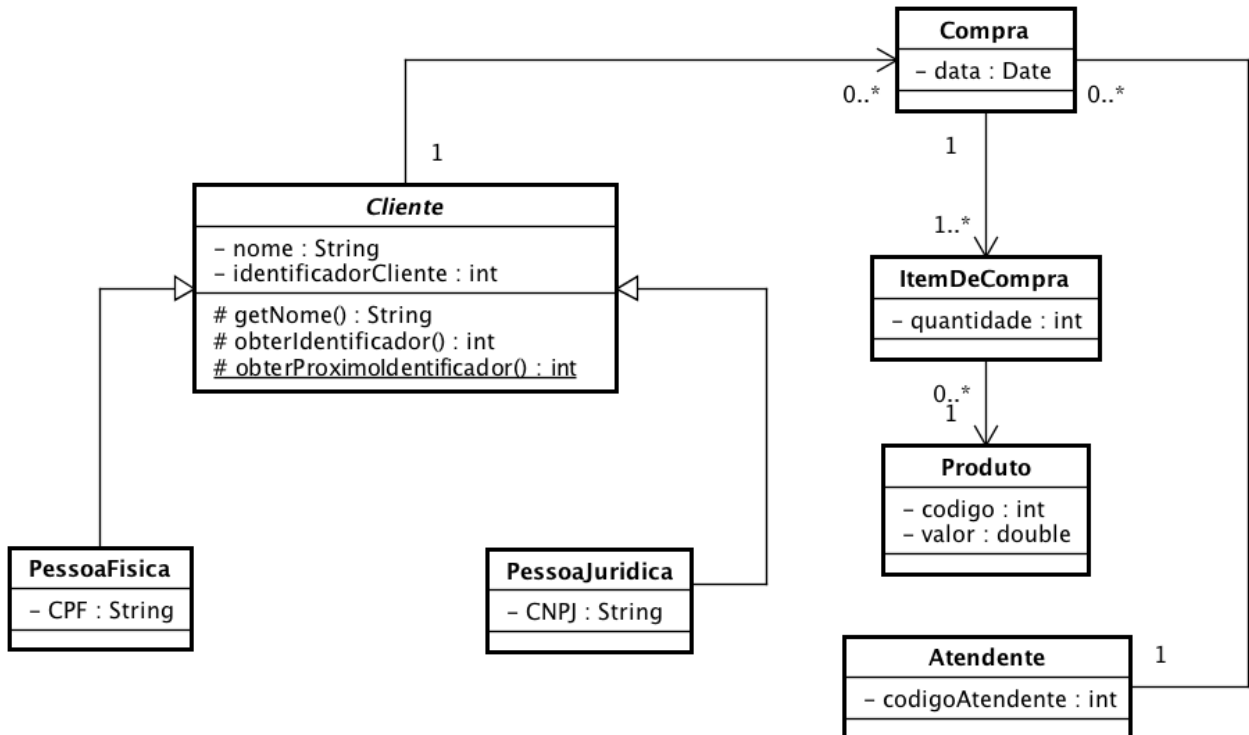 Compra
– data : Date
0..*
0..*
1
1
Cliente
– nome : String
– identificadorCliente : int
# getNome() : String
# obterIdentificador() : int
# obterProximoIdentificador() : int
1..*
ItemDeCompra
– quantidade : int
0..*
1
Produto
– codigo : int
– valor : double
PessoaFisica
– CPF : String
PessoaJuridica
– CNPJ : String
Atendente
– codigoAtendente : int
1